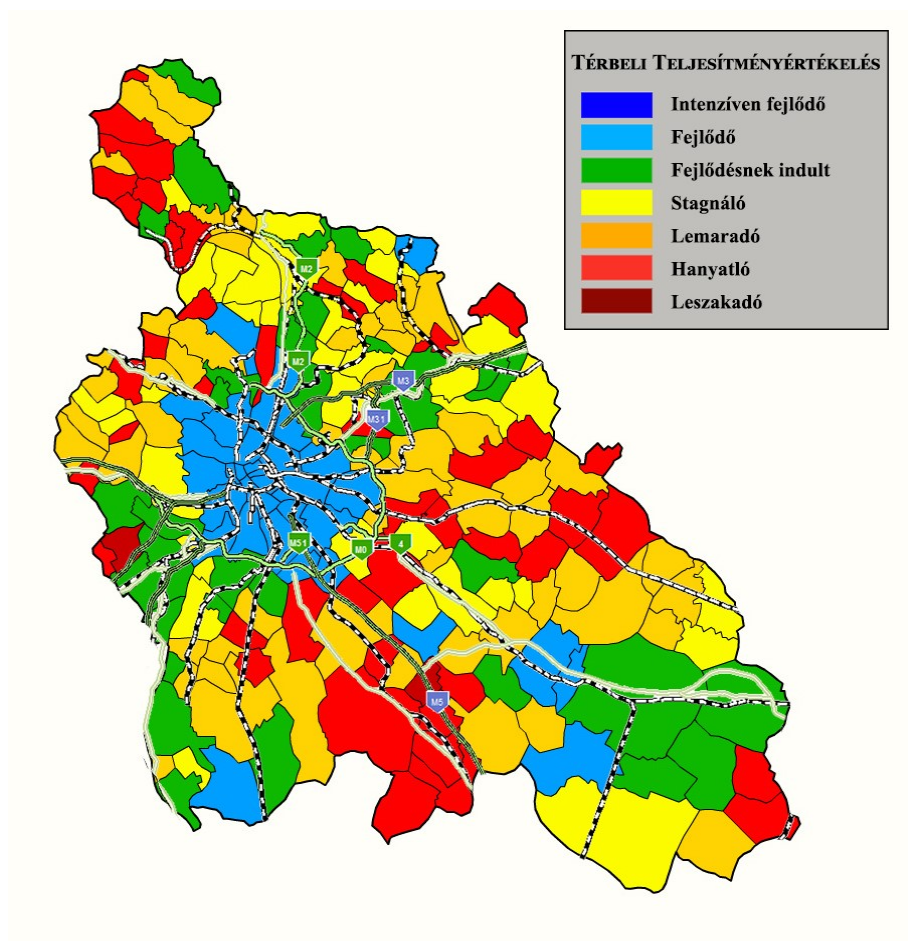 TÉRBELI TELJESÍTMÉNYÉRTÉKELÉS
Intenzíven fejlődő
Fejlődő
Fejlődésnek indult
Stagnáló
Lemaradó
Hanyatló
Leszakadó
M2
M2
M3
M31
M51
M0
4
M5